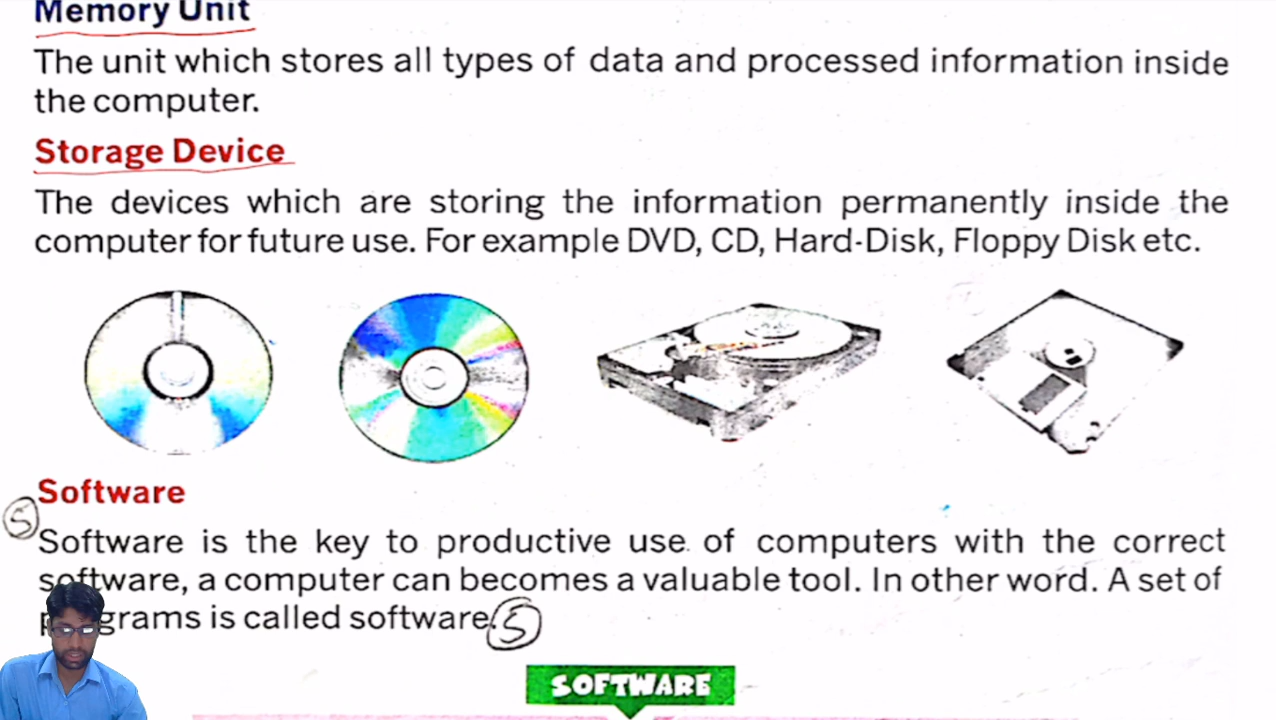 Memory Unit
The unit which stores all types of data and processed information inside
the computer.
Storage Device
The devices which are storing the information permanently inside the
computer for future use. For example DVD, CD, Hard-Disk, Floppy Disk etc.
Software
5
Software is the key to productive use of computers with the correct
software, a computer can becomes a valuable tool. In other word. A set of
programs is called software. 5
SOFTWARE